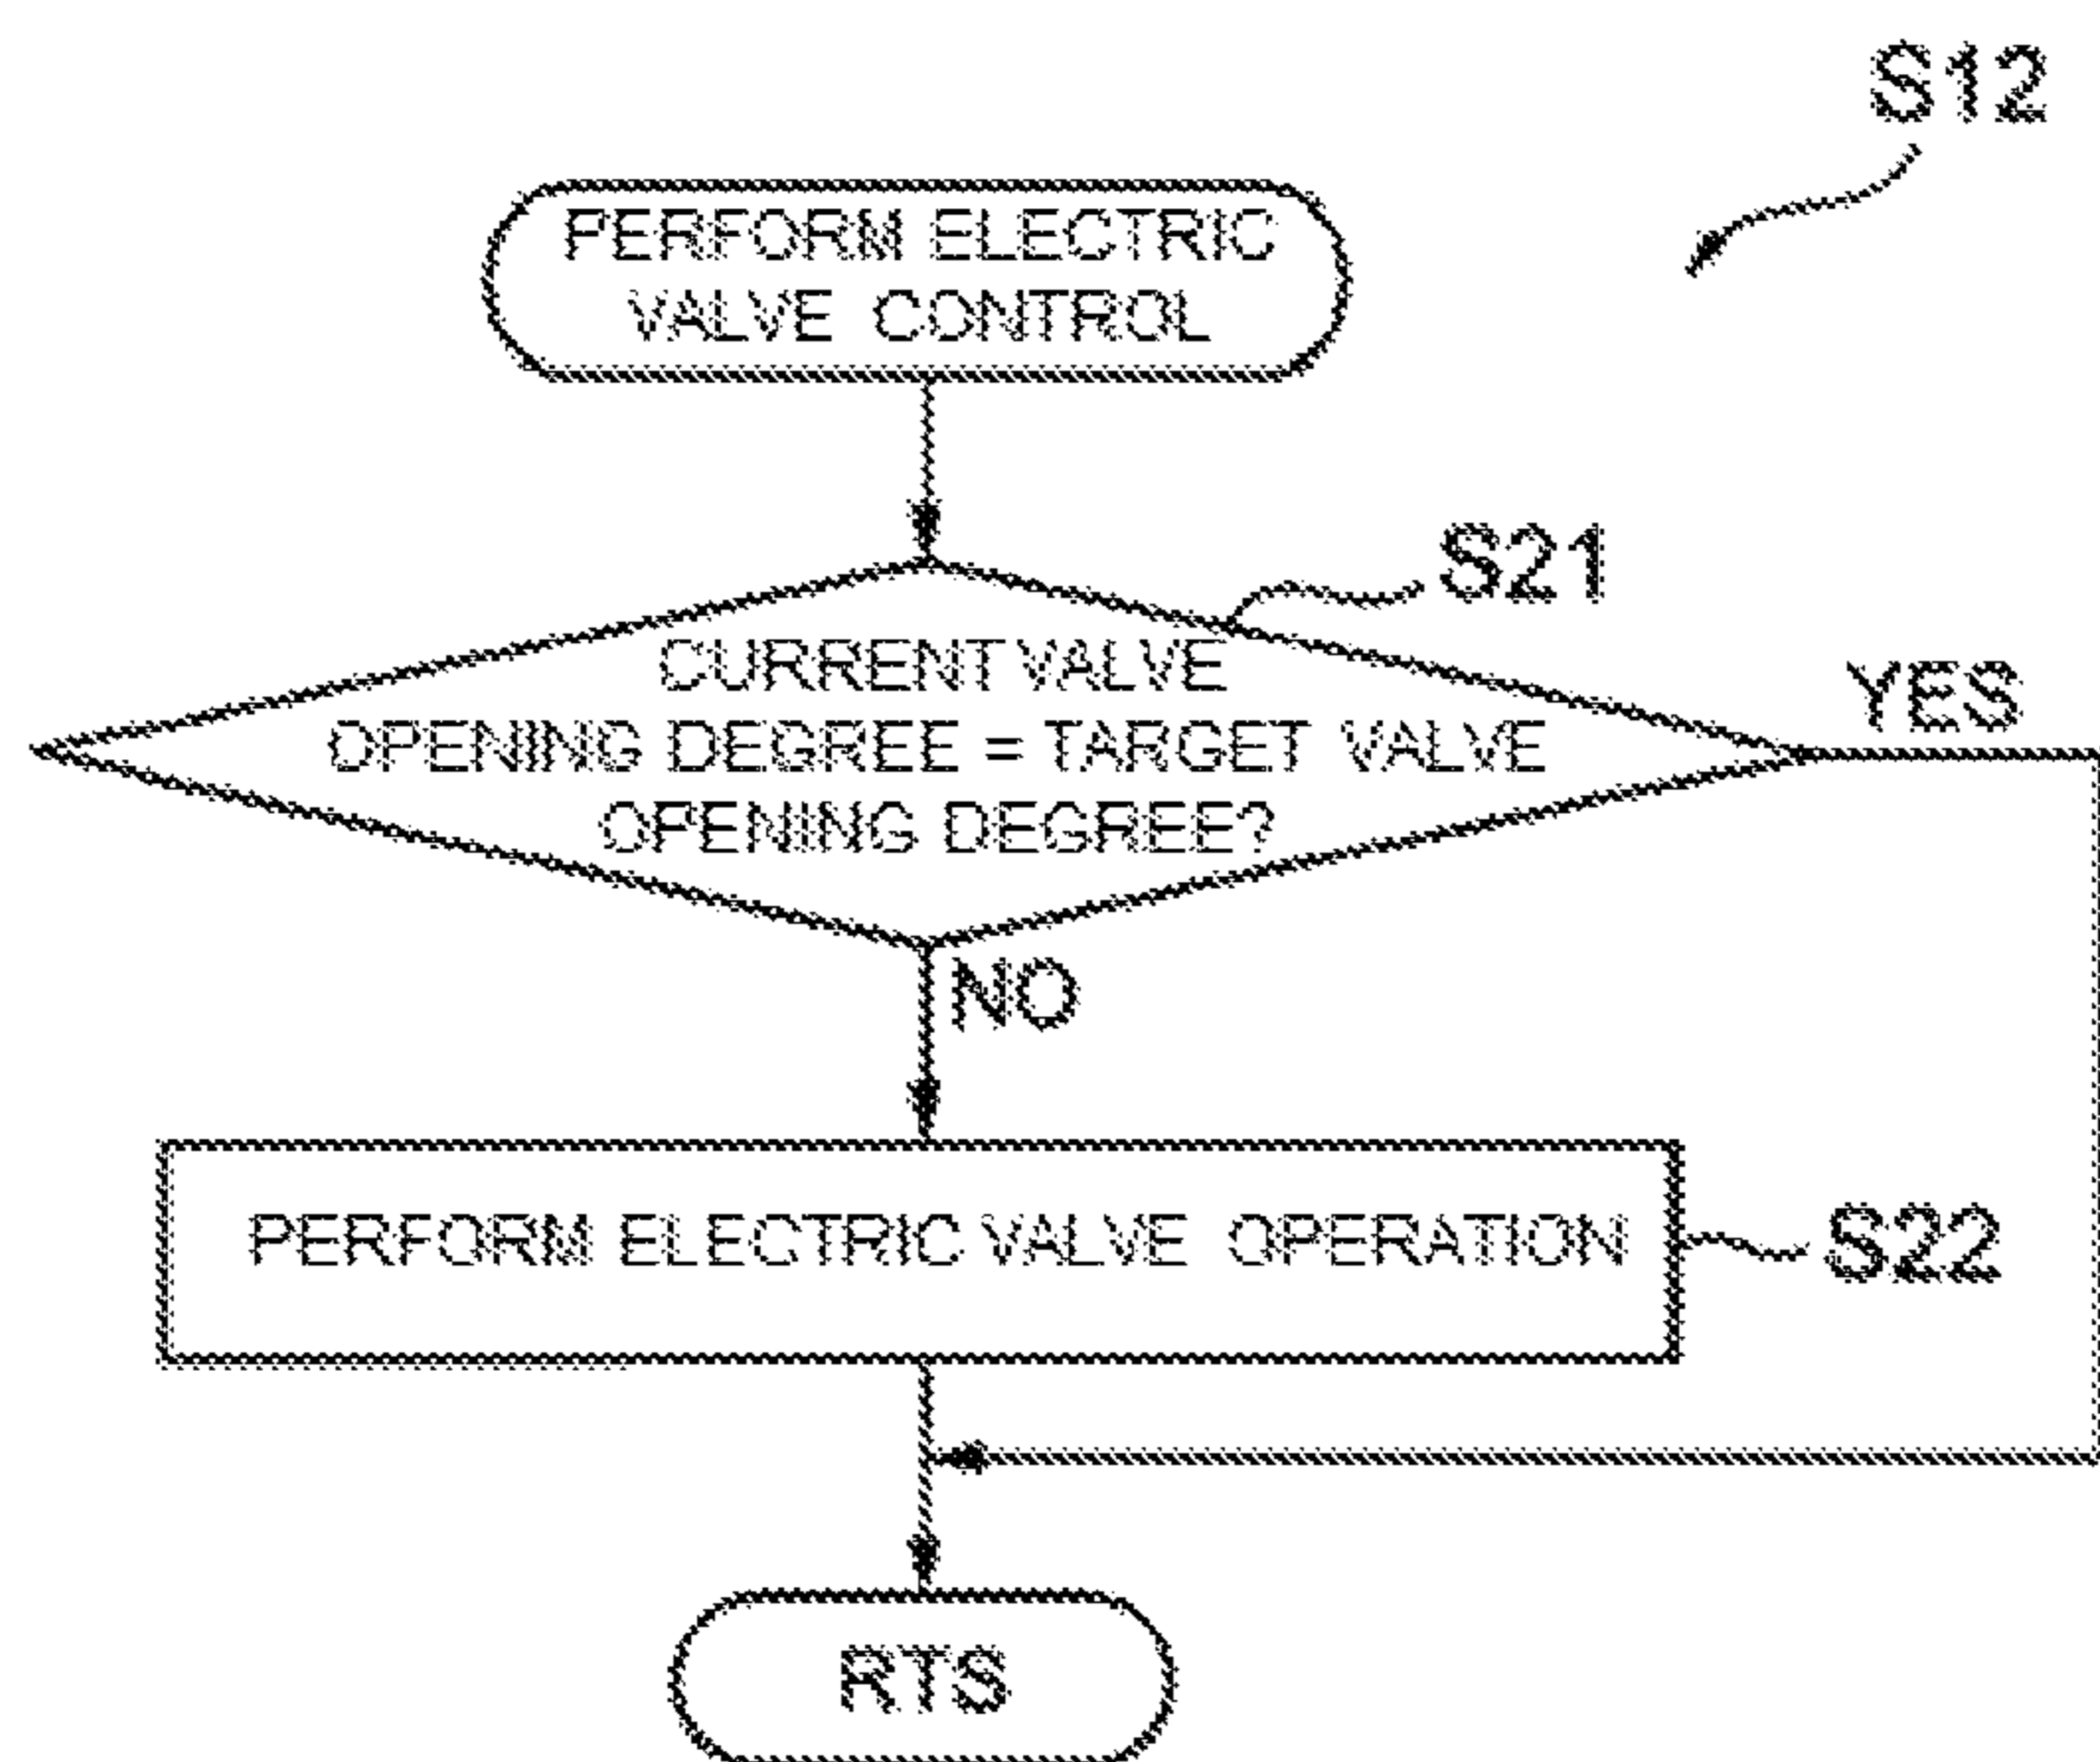 S12
PERFORM ELECTRIC
VALVE CONTROL
S21
CURRENT VALVE
OPENING DEGREE = TARGET VALVE
OPENING DEGREE?
YES
NO
PERFORM ELECTRIC VALVE OPERATION
S22
RTS